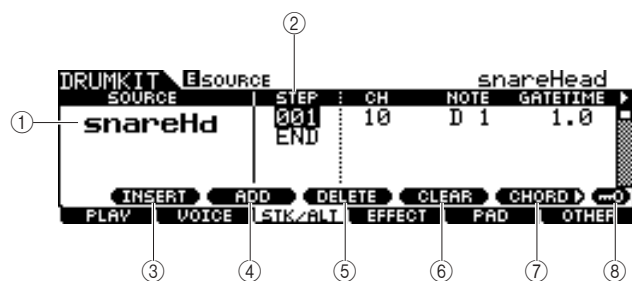 ②
DRUMKIT E SOURCE snareHead
SOURCE STEP CH NOTE GATETIME
① snareHd 001 10 D 1 1.0
END
INSERT ADD DELETE CLEAR CHORD
PLAY VOICE STK/ALT EFFECT PAD OTHER
③ ④ ⑤ ⑥ ⑦ ⑧